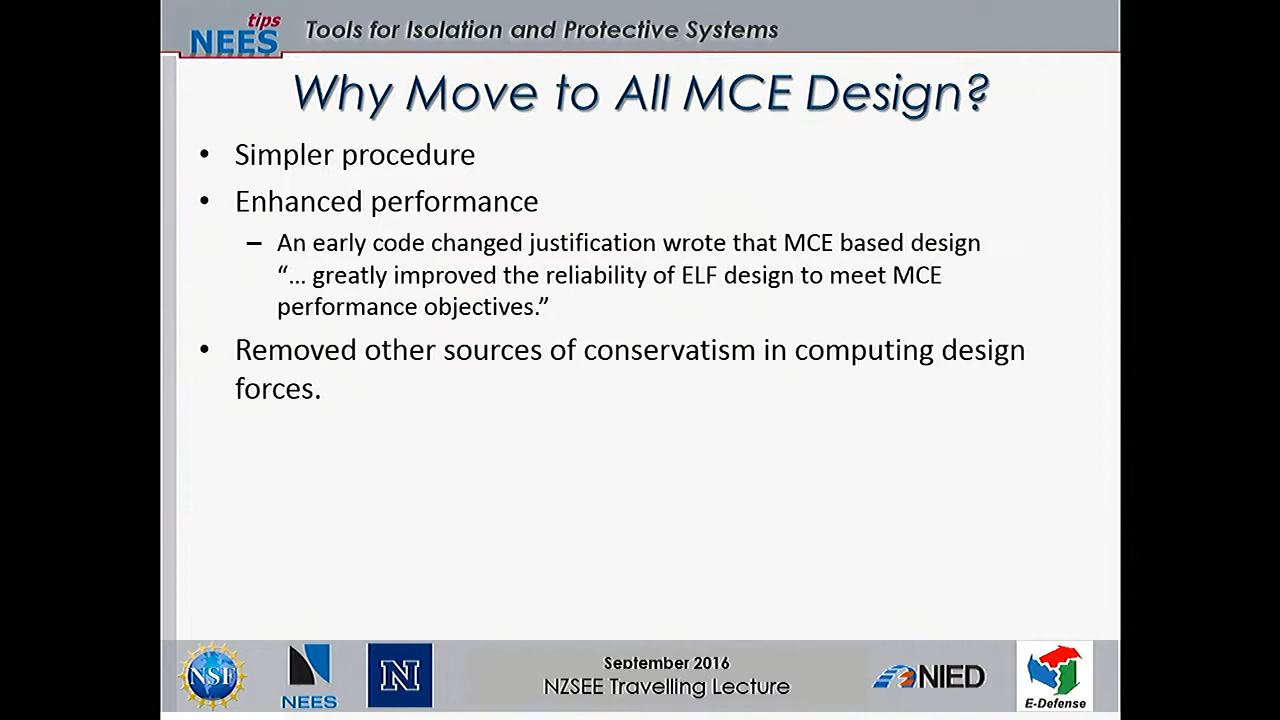 tips
NEES
Tools for Isolation and Protective Systems
Why Move to All MCE Design?
• Simpler procedure
• Enhanced performance
– An early code changed justification wrote that MCE based design
“... greatly improved the reliability of ELF design to meet MCE
performance objectives.”
• Removed other sources of conservatism in computing design
forces.
NSF
NEES
N
September 2016
NZSEE Travelling Lecture
NIED
E-Defense